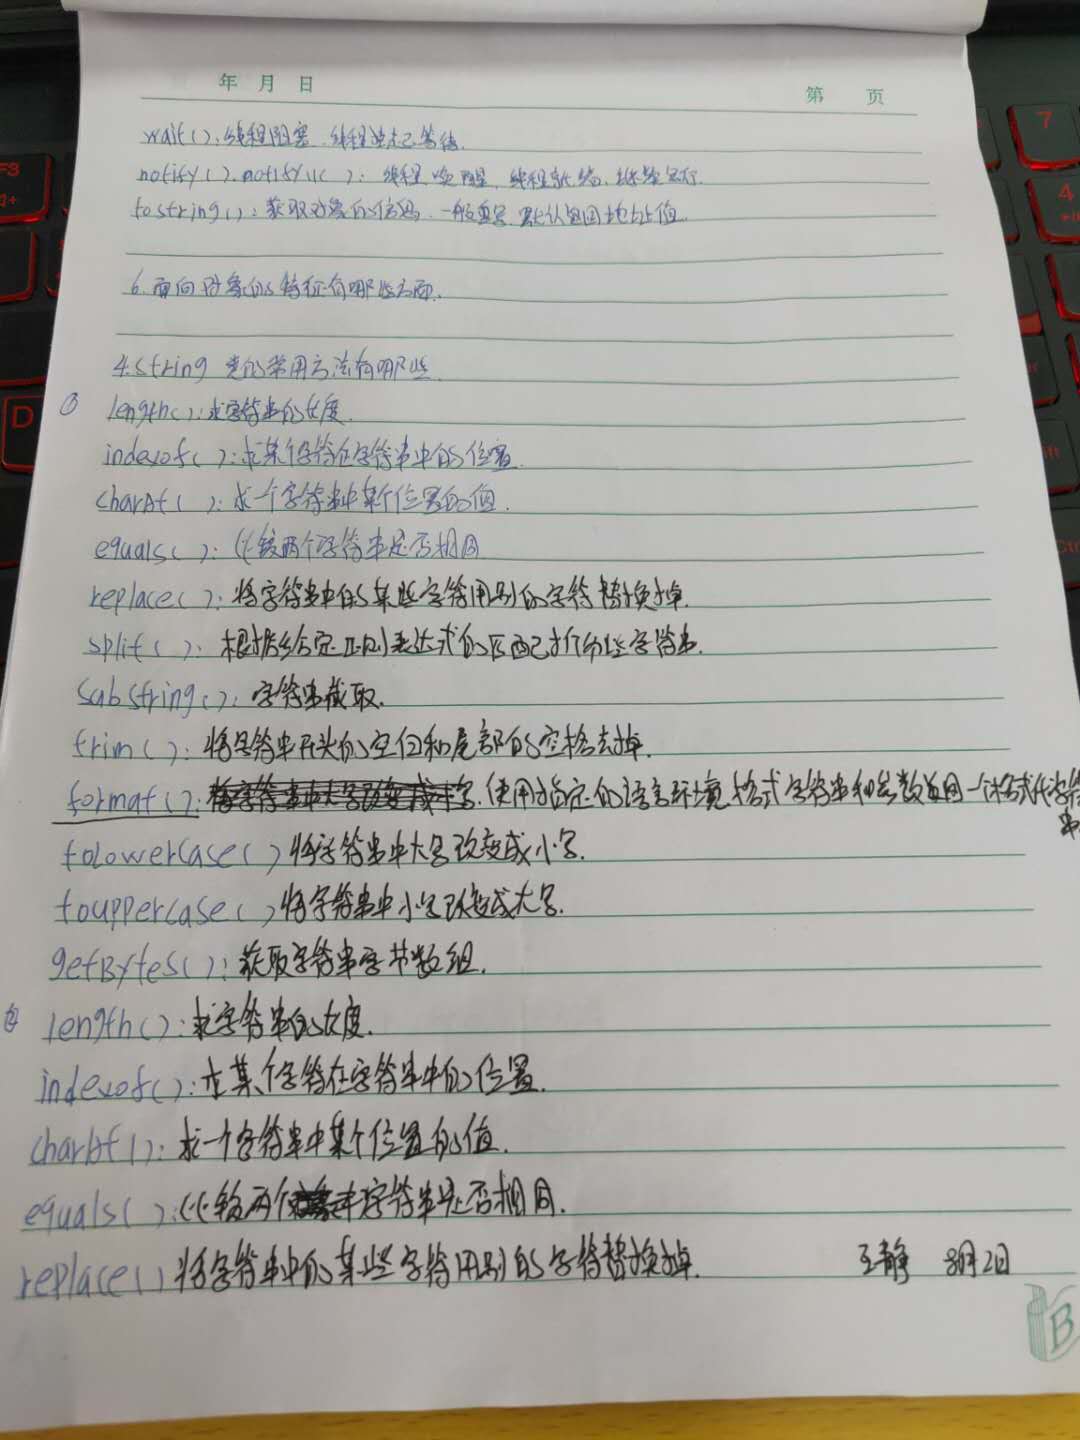 年 月 日 第 页
wait(): 线程阻塞, 线程进起等待.
notify().notifyll(): 线程唤醒, 线程就绪, 继续运行.
tostring(): 获取对象的信息, 一般重写, 默认返回地址值.
6.面向对象的特征有哪些方面.
4.string 类的常用方法有哪些
① length(): 求字符串的长度.
indexof(): 求某个字符在字符串中的位置.
charAt(): 求一个字符串中某个位置的值.
equals(): 比较两个字符串是否相同
replace(): 将字符串中的某些字符用别的字符替换掉.
split(): 根据给定正则表达式的匹配拆分些字符串.
substring(): 字符串截取.
trim(): 将字符串开头的空白和尾部的空格去掉.
format(): 使用指定的语言环境, 格式字符串和参数返回一个格式化字符串
toLowerCase() 将字符串中大写改变成小写.
touppercase() 将字符串中小写改变成大写.
getBytes(): 获取字符串字节数组.
② length(): 求字符串的长度.
indexof(): 求某个字符在字符串中的位置.
charAt(): 求一个字符串中某个位置的值.
equals(): 比较两个字符串是否相同.
replace() 将字符串中的某些字符用别的字符替换掉. 王静 8月2日
B